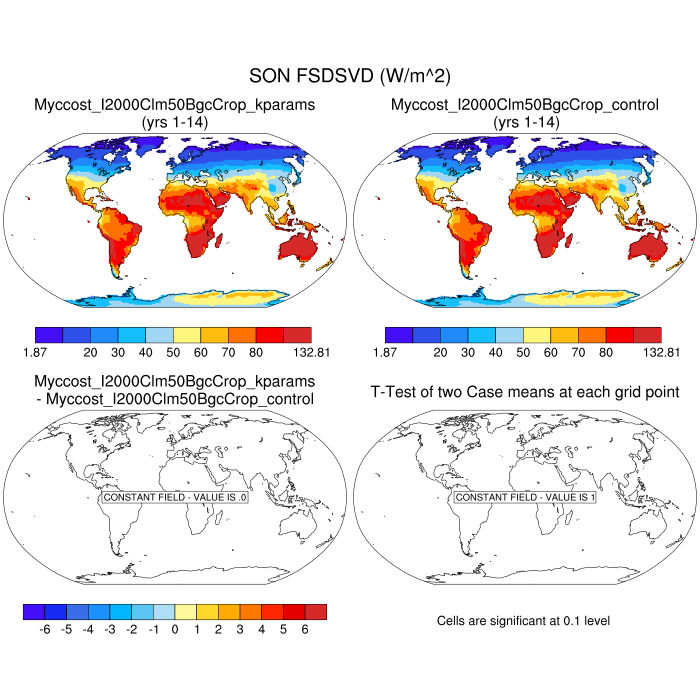 SON FSDSVD (W/m^2)
Myccost_I2000Clm50BgcCrop_kparams
(yrs 1-14)
Myccost_I2000Clm50BgcCrop_control
(yrs 1-14)
1.87 20 30 40 50 60 70 80 132.81
1.87 20 30 40 50 60 70 80 132.81
Myccost_I2000Clm50BgcCrop_kparams
- Myccost_I2000Clm50BgcCrop_control
T-Test of two Case means at each grid point
CONSTANT FIELD - VALUE IS .0
CONSTANT FIELD - VALUE IS 1
-6 -5 -4 -3 -2 -1 0 1 2 3 4 5 6
Cells are significant at 0.1 level